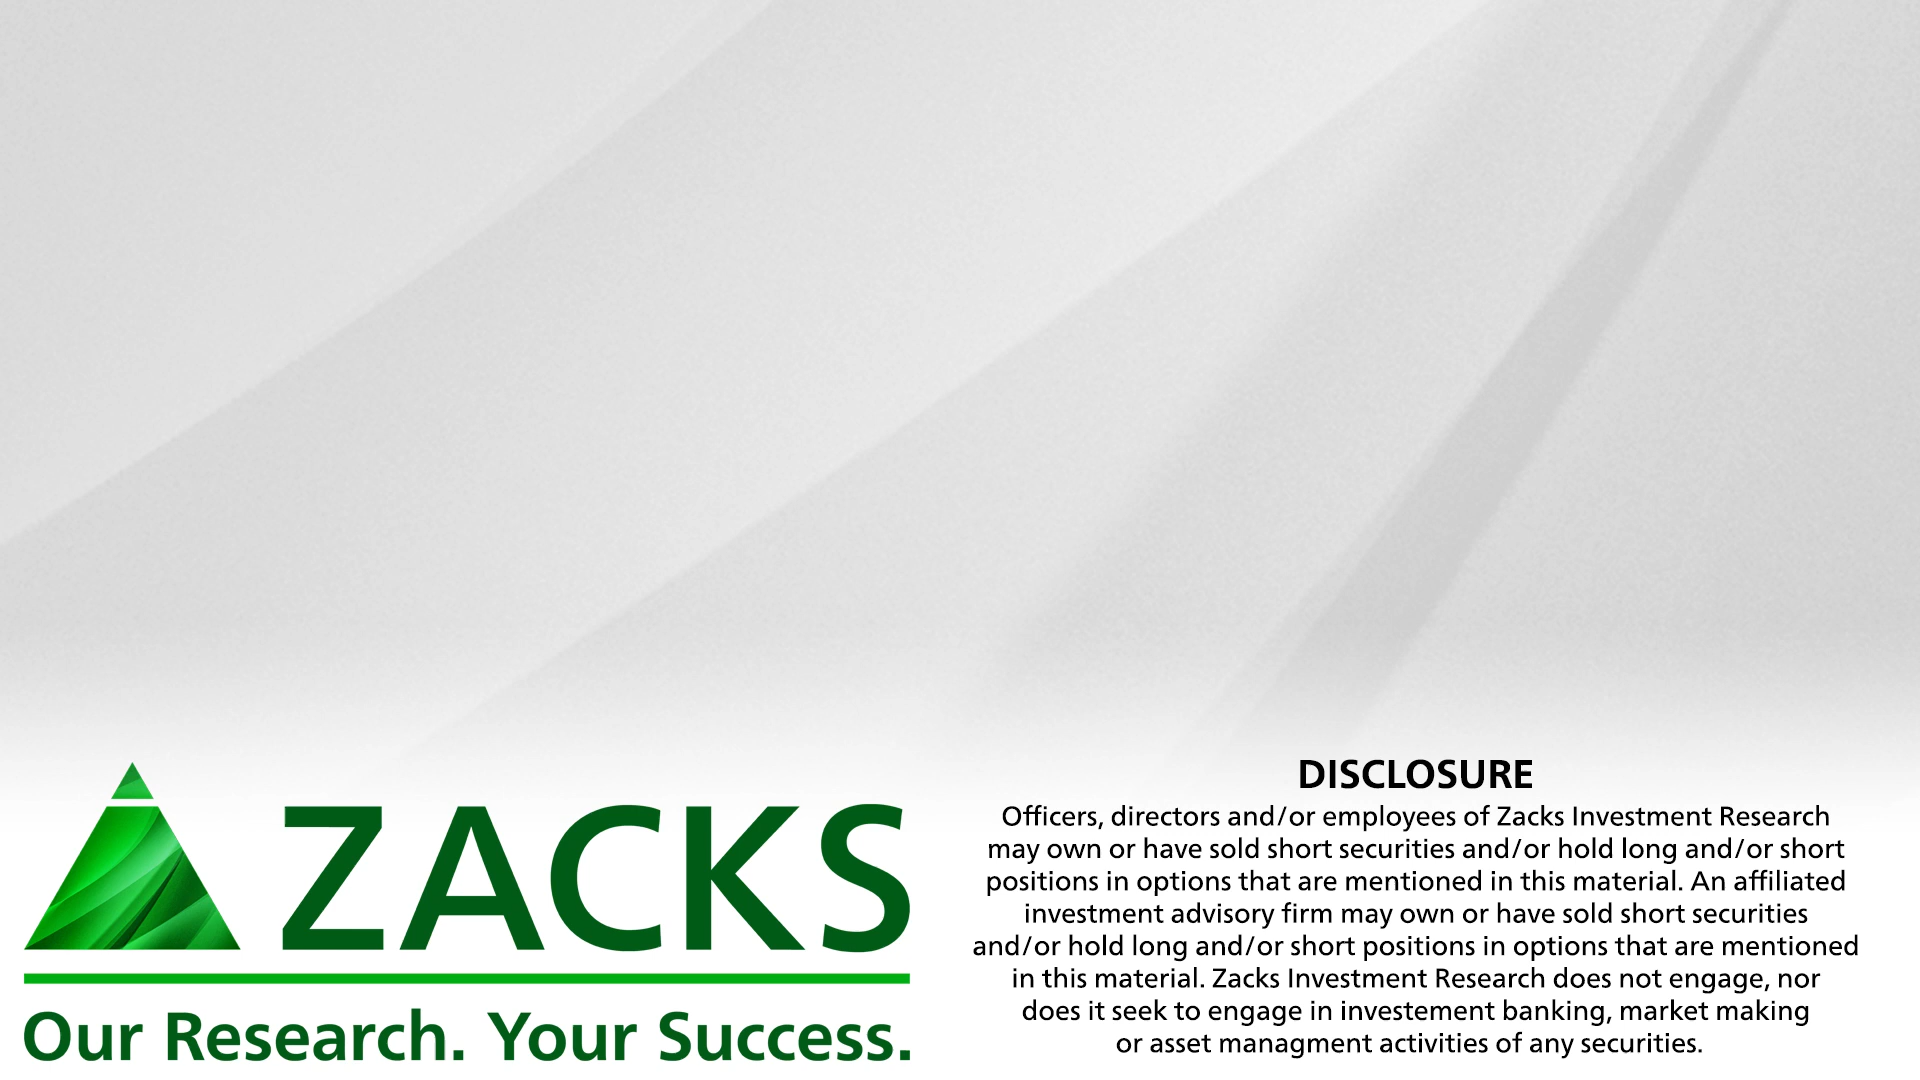 ZACKS
Our Research. Your Success.
DISCLOSURE
Officers, directors and/or employees of Zacks Investment Research
may own or have sold short securities and/or hold long and/or short
positions in options that are mentioned in this material. An affiliated
investment advisory firm may own or have sold short securities
and/or hold long and/or short positions in options that are mentioned
in this material. Zacks Investment Research does not engage, nor
does it seek to engage in investement banking, market making
or asset managment activities of any securities.